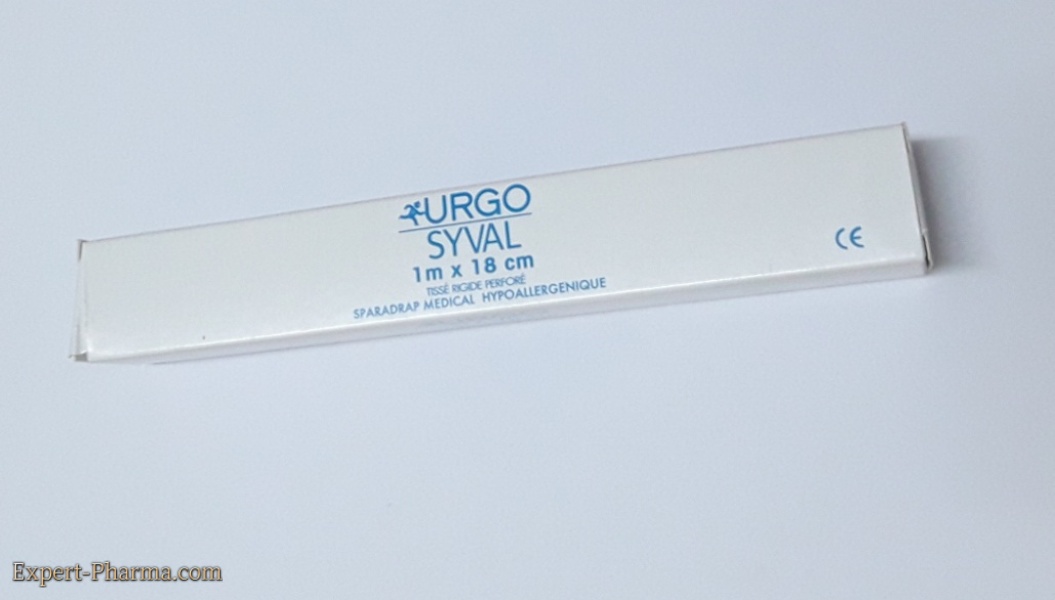 URGO
SYVAL
1m x 18 cm
TISSÉ RIGIDE PERFORÉ
SPARADRAP MEDICAL HYPOALLERGENIQUE
CE
Expert-Pharma.com